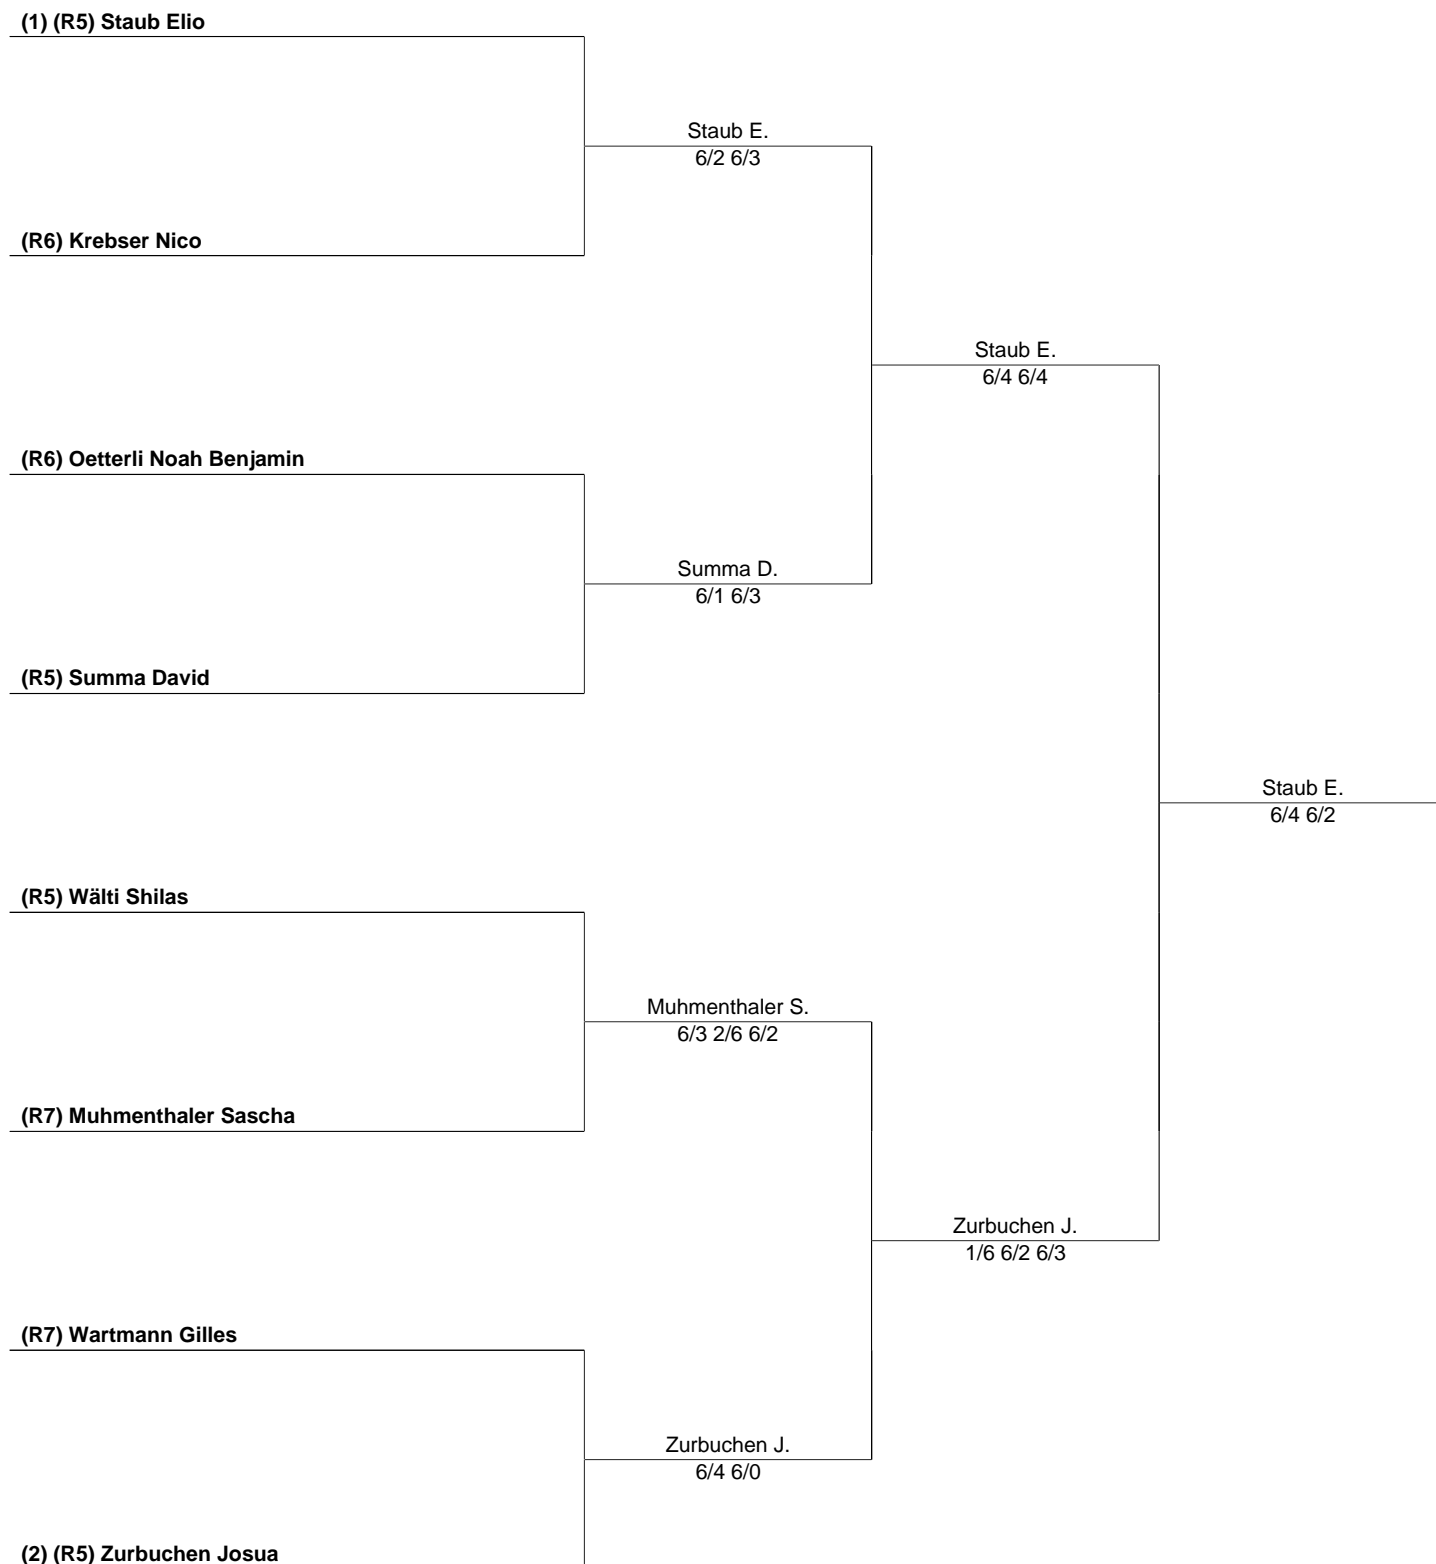 (1) (R5) Staub Elio
Staub E.
6/2 6/3
(R6) Krebser Nico
Staub E.
6/4 6/4
(R6) Oetterli Noah Benjamin
Summa D.
6/1 6/3
(R5) Summa David
Staub E.
6/4 6/2
(R5) Wälti Shilas
Muhmenthaler S.
6/3 2/6 6/2
(R7) Muhmenthaler Sascha
Zurbuchen J.
1/6 6/2 6/3
(R7) Wartmann Gilles
Zurbuchen J.
6/4 6/0
(2) (R5) Zurbuchen Josua